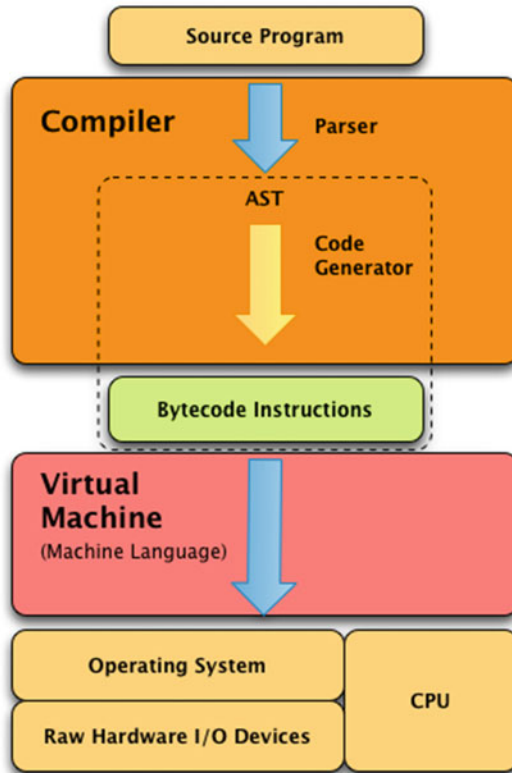 Source Program
Compiler
Parser
AST
Code
Generator
Bytecode Instructions
Virtual
Machine
(Machine Language)
Operating System
CPU
Raw Hardware I/O Devices